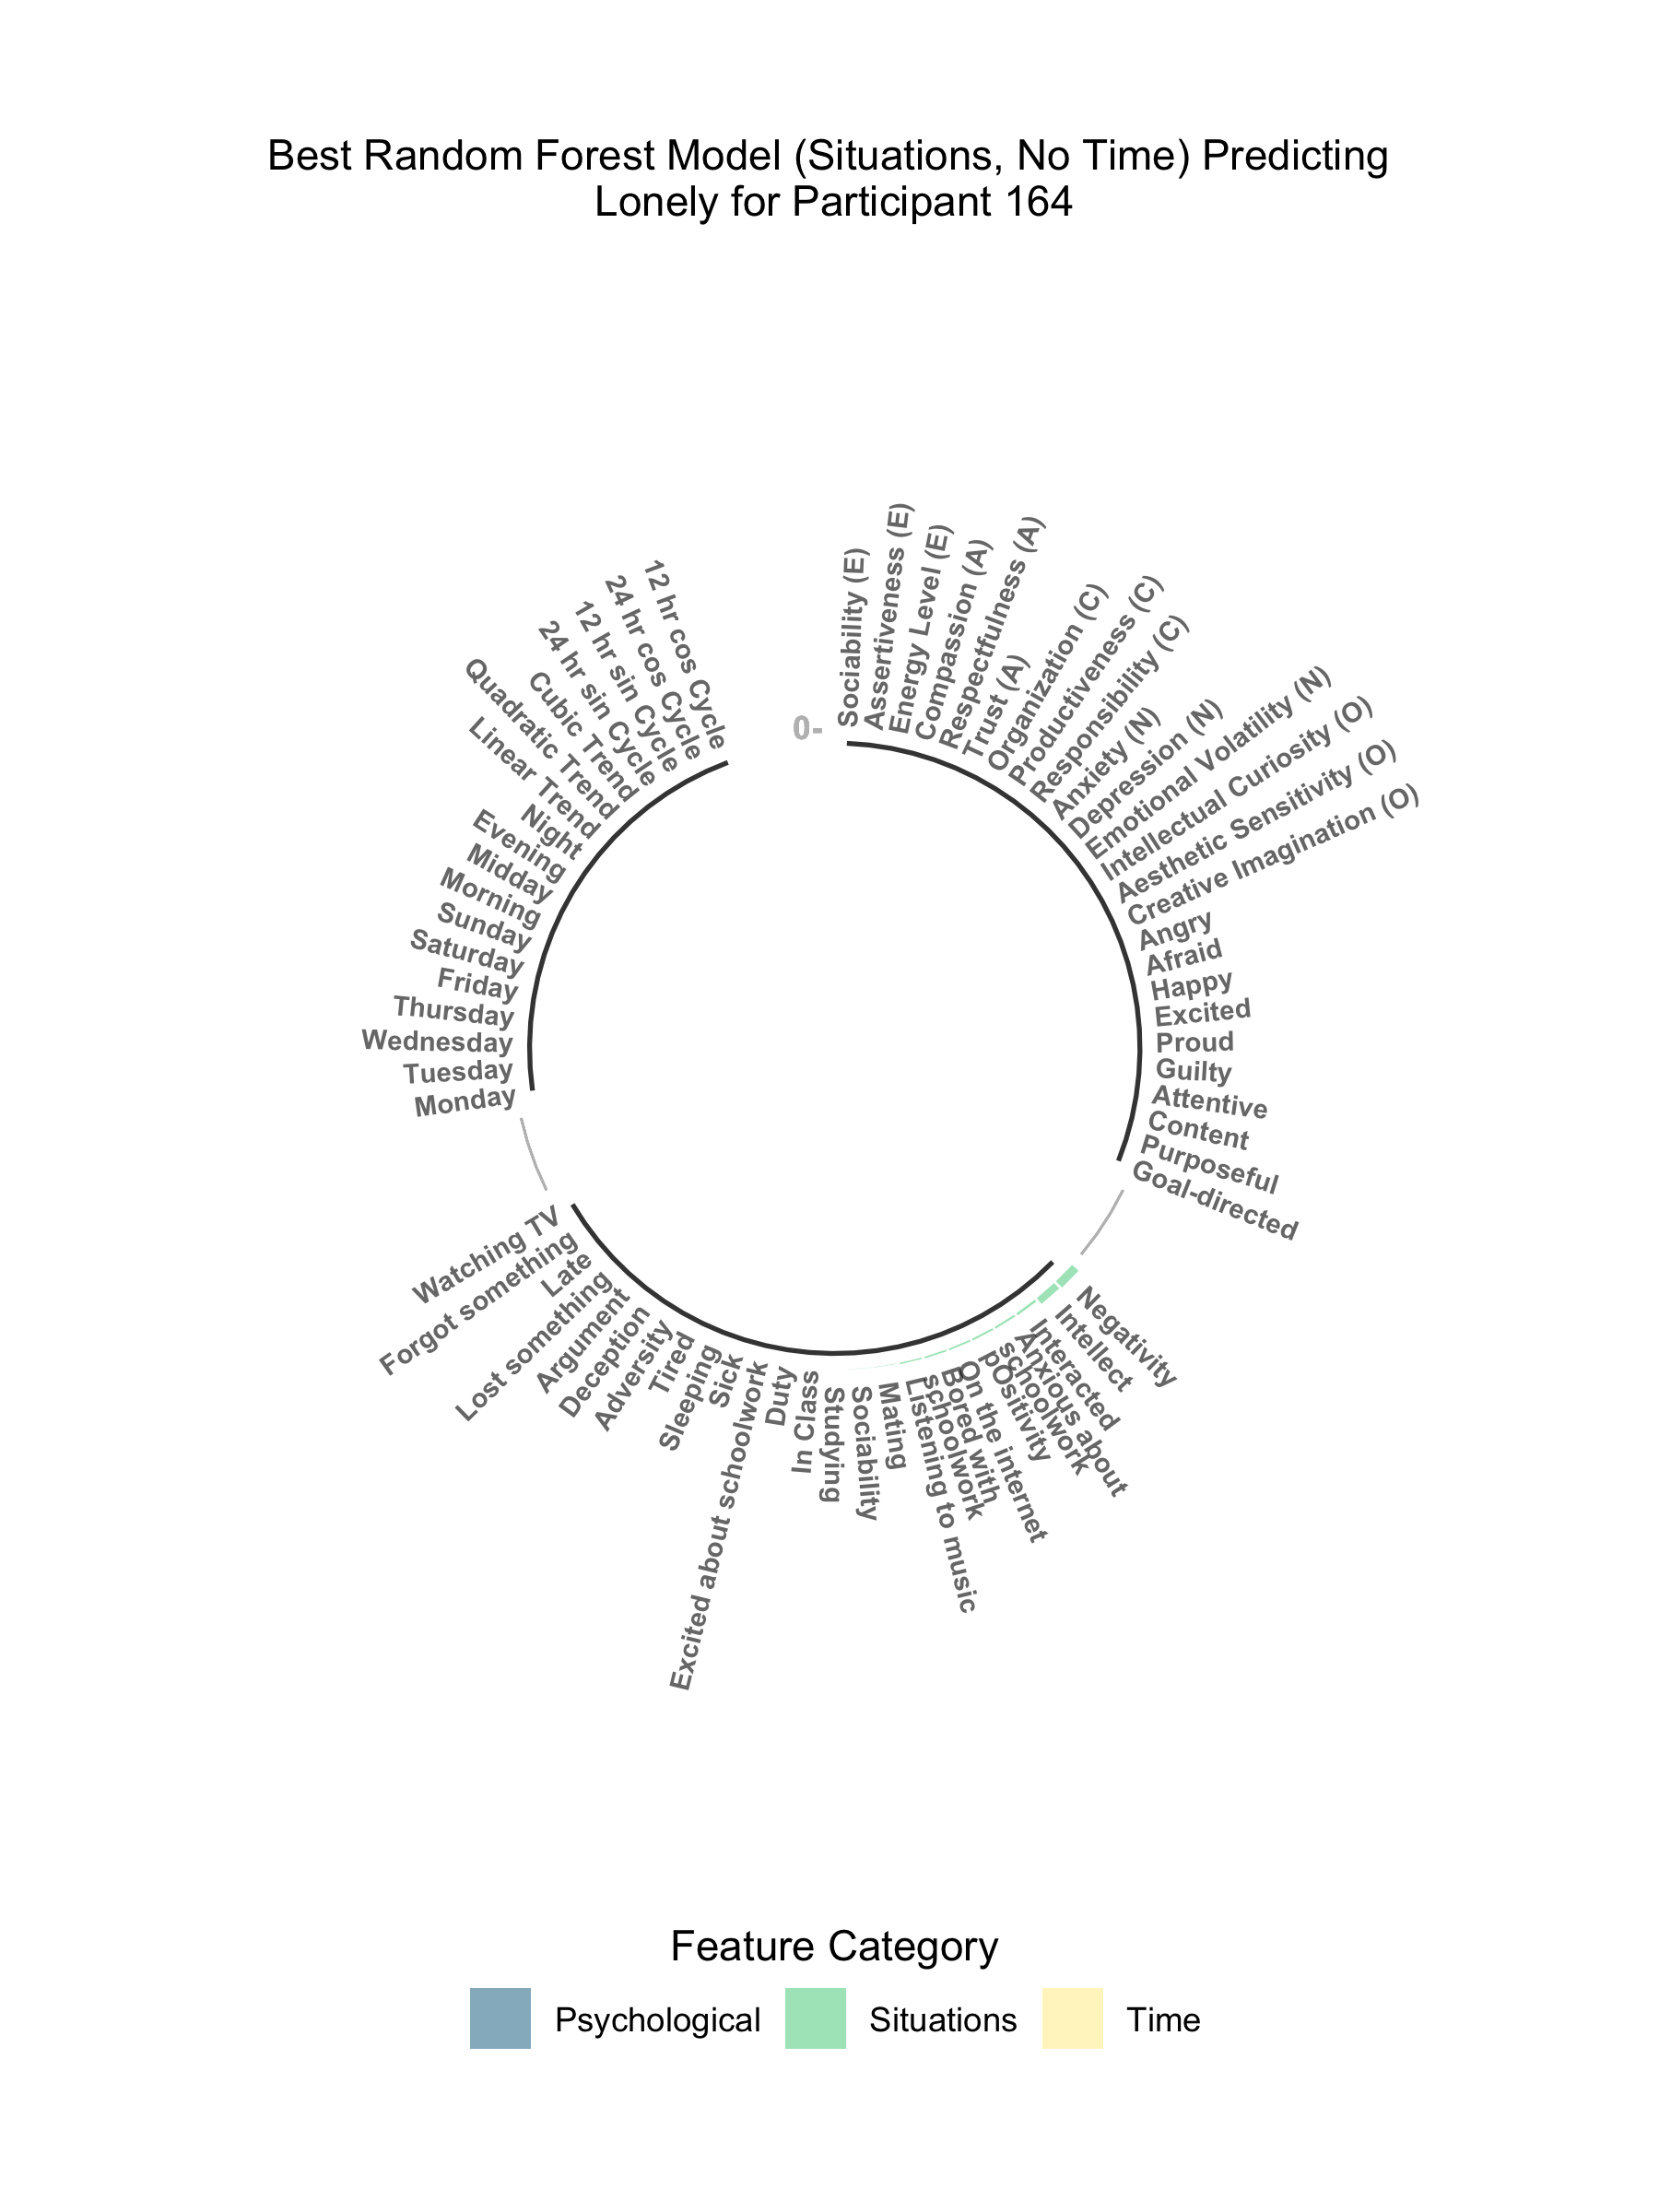 Best Random Forest Model (Situations, No Time) Predicting
Lonely for Participant 164
0-
Sociability (E)
Assertiveness (E)
Energy Level (E)
Compassion (A)
Respectfulness (A)
Trust (A)
Organization (C)
Productiveness (C)
Responsibility (C)
Anxiety (N)
Depression (N)
Emotional Volatility (N)
Intellectual Curiosity (O)
Aesthetic Sensitivity (O)
Creative Imagination (O)
Angry
Afraid
Happy
Excited
Proud
Guilty
Attentive
Content
Purposeful
Goal-directed
Negativity
Intellect
Interacted
Anxious about
schoolwork
pOsitivity
On the internet
Bored with
schoolwork
Listening to music
Mating
Sociability
Studying
In Class
Duty
Excited about schoolwork
Sick
Sleeping
Tired
Adversity
Deception
Argument
Lost something
Late
Forgot something
Watching TV
Monday
Tuesday
Wednesday
Thursday
Friday
Saturday
Sunday
Morning
Midday
Evening
Night
Linear Trend
Quadratic Trend
Cubic Trend
24 hr sin Cycle
12 hr sin Cycle
24 hr cos Cycle
12 hr cos Cycle
Feature Category
Psychological
Situations
Time